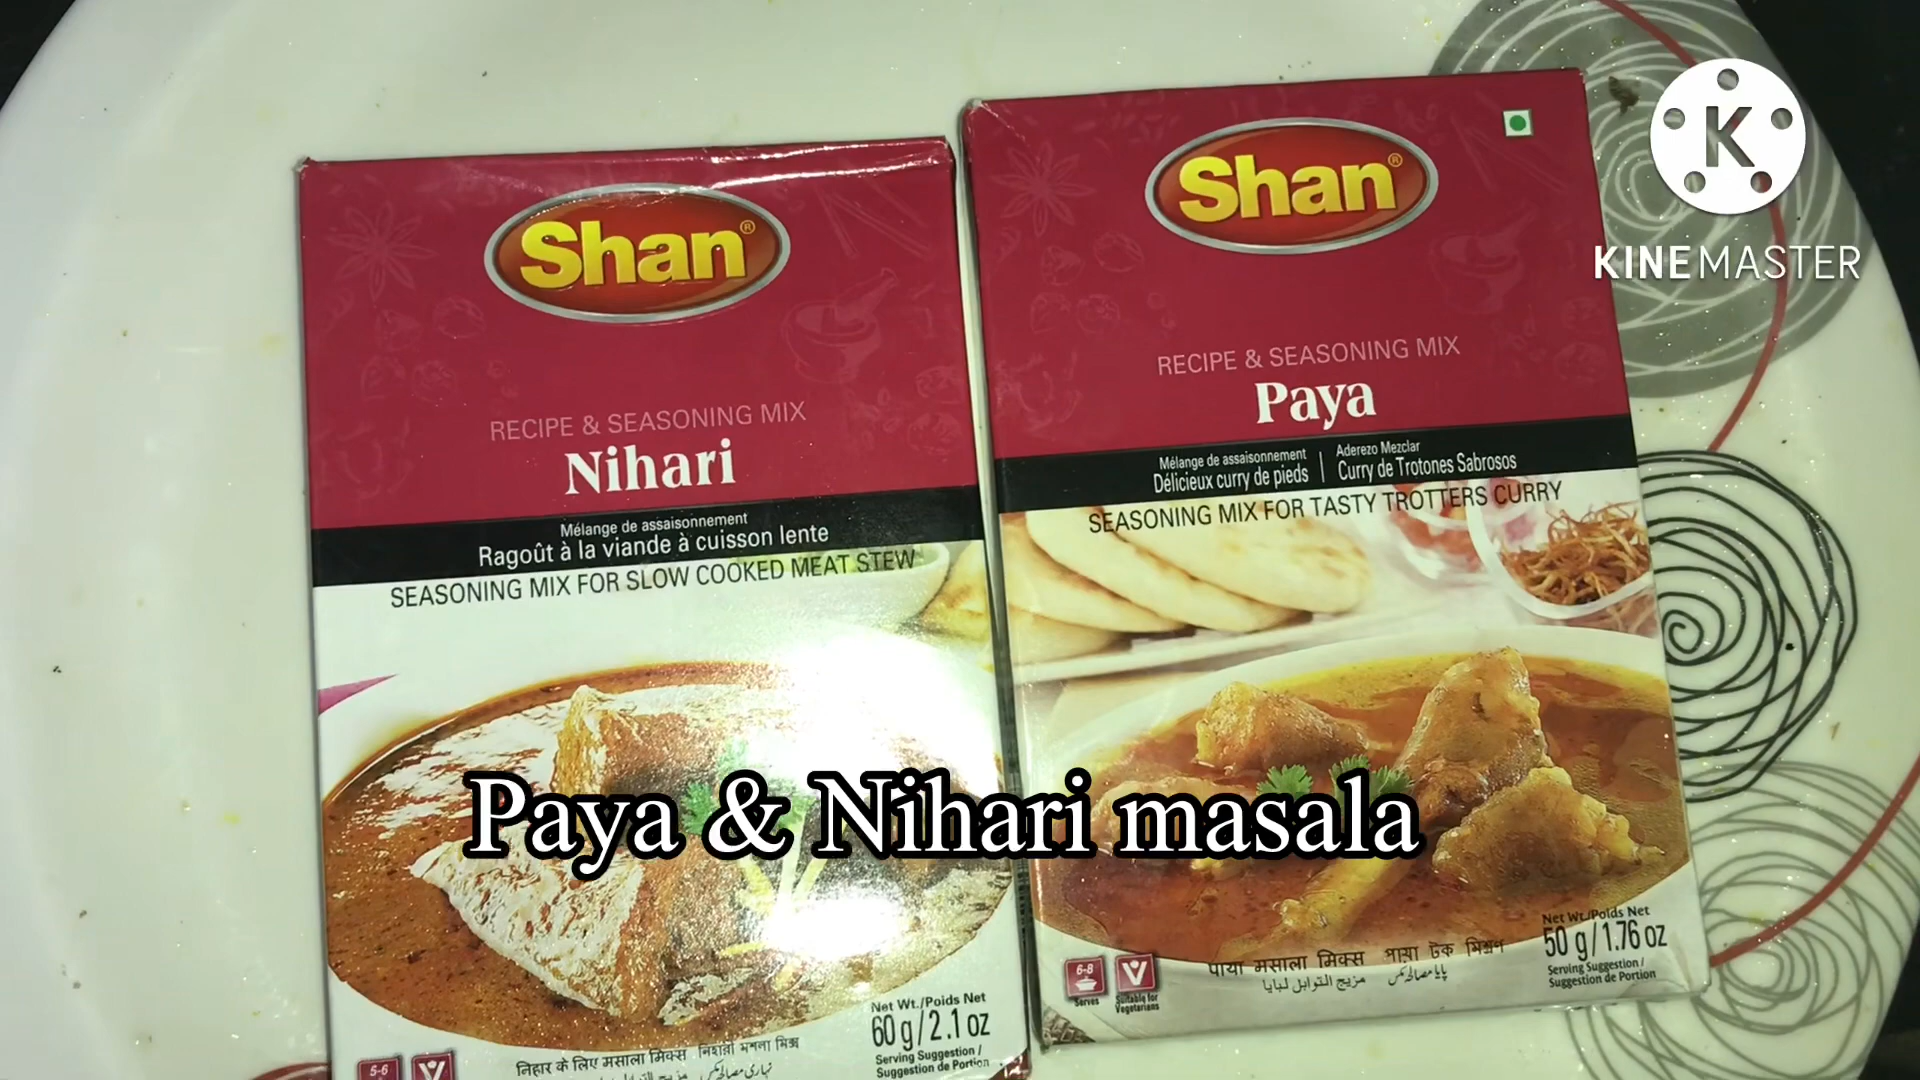 Shan®
RECIPE & SEASONING MIX
Nihari
Mélange de assaisonnement
Ragoût à la viande à cuisson lente
SEASONING MIX FOR SLOW COOKED MEAT STEW
Net Wt./Poids Net
60 g/2.1 oz
Serving Suggestion /
Suggestion de Portion
5-6
V
निहार के लिए मसाला मिक्स
Shan®
RECIPE & SEASONING MIX
Paya
Mélange de assaisonnement
Délicieux curry de pieds
Aderezo Mezclar
Curry de Trotones Sabrosos
SEASONING MIX FOR TASTY TROTTERS CURRY
Net Wt./Poids Net
50 g/1.76 oz
Serving Suggestion /
Suggestion de Portion
6-8
Serves
V
Suitable for
Vegetarians
पाया मसाला मिक्स
مزيج التوابل لبايا
K
KINEMASTER
Paya & Nihari masala